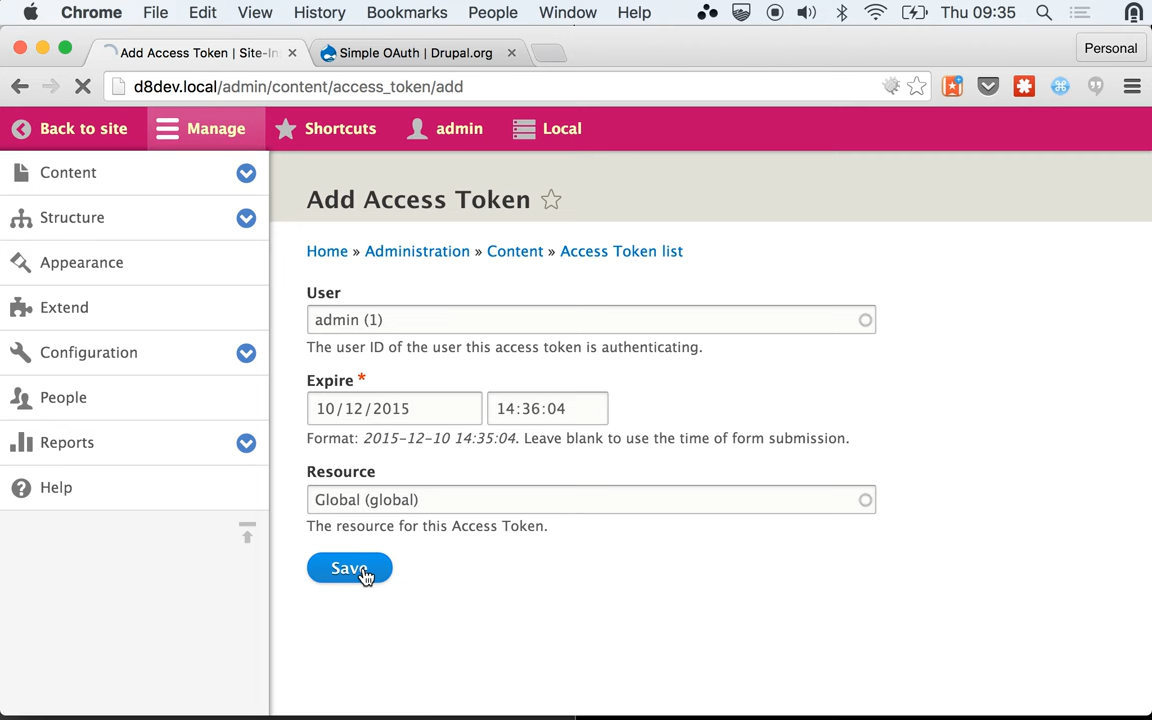 Chrome File Edit View History Bookmarks People Window Help Thu 09:35
Add Access Token | Site-In Simple OAuth | Drupal.org Personal
d8dev.local/admin/content/access_token/add
Back to site Manage Shortcuts admin Local
Content
Structure
Appearance
Extend
Configuration
People
Reports
Help
Add Access Token
Home » Administration » Content » Access Token list
User
admin (1)
The user ID of the user this access token is authenticating.
Expire *
10/12/2015 14:36:04
Format: 2015-12-10 14:35:04. Leave blank to use the time of form submission.
Resource
Global (global)
The resource for this Access Token.
Save